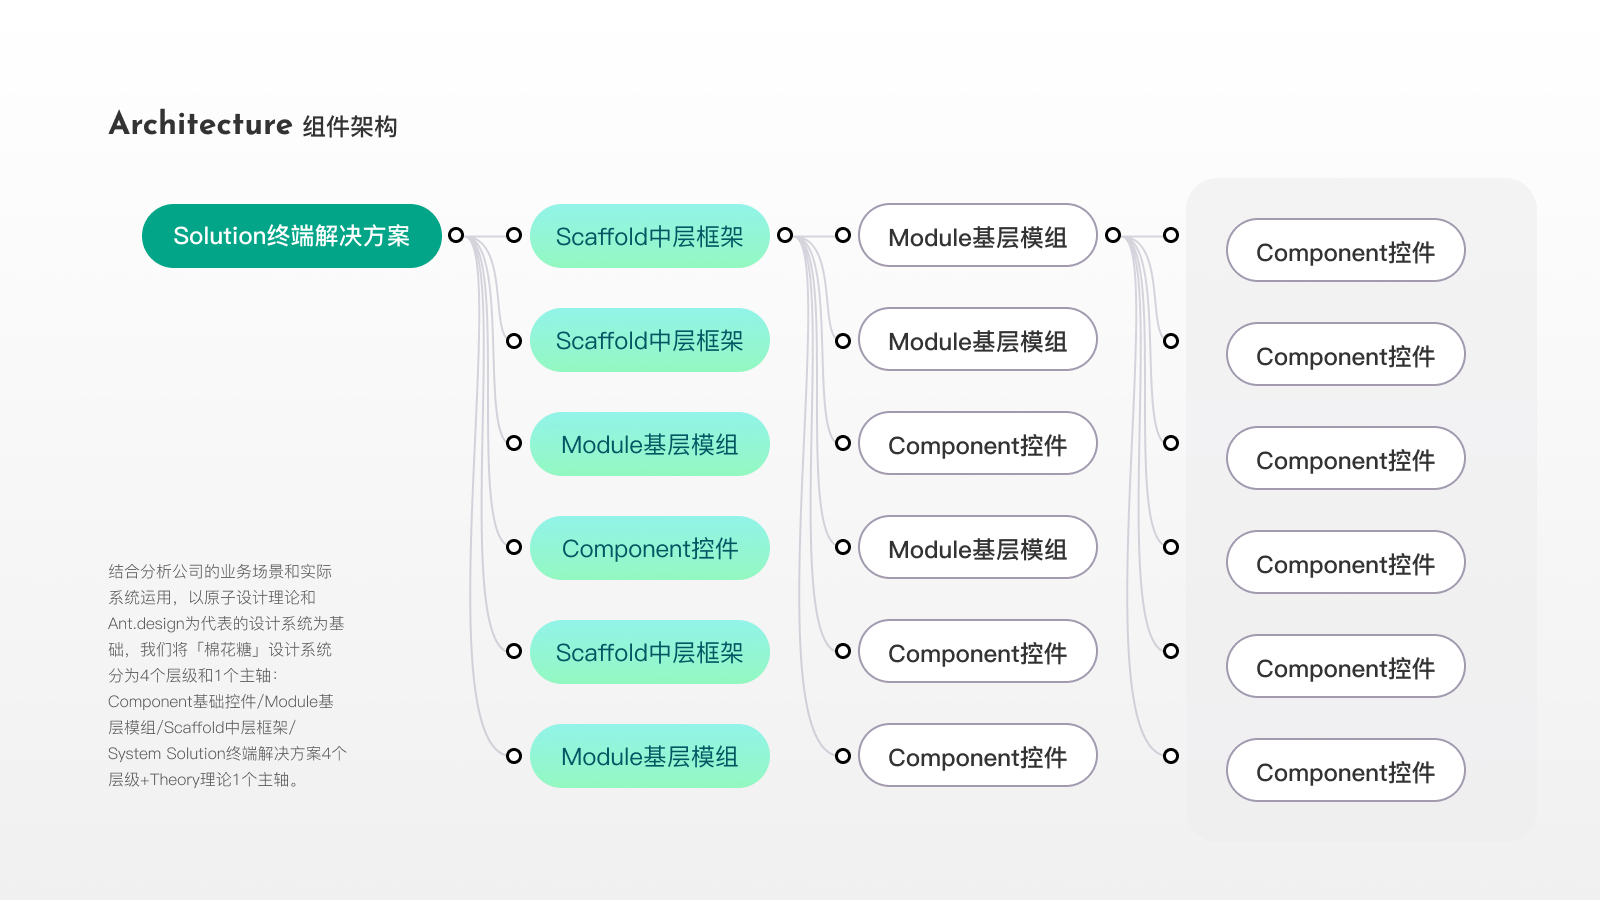 Architecture 组件架构
Solution终端解决方案
Scaffold中层框架
Scaffold中层框架
Module基层模组
Component控件
Scaffold中层框架
Module基层模组
Module基层模组
Module基层模组
Component控件
Module基层模组
Component控件
Component控件
Component控件
Component控件
Component控件
Component控件
Component控件
Component控件
结合分析公司的业务场景和实际
系统运用，以原子设计理论和
Ant.design为代表的设计系统为基
础，我们将「棉花糖」设计系统
分为4个层级和1个主轴：
Component基础控件/Module基
层模组/Scaffold中层框架/
System Solution终端解决方案4个
层级+Theory理论1个主轴。